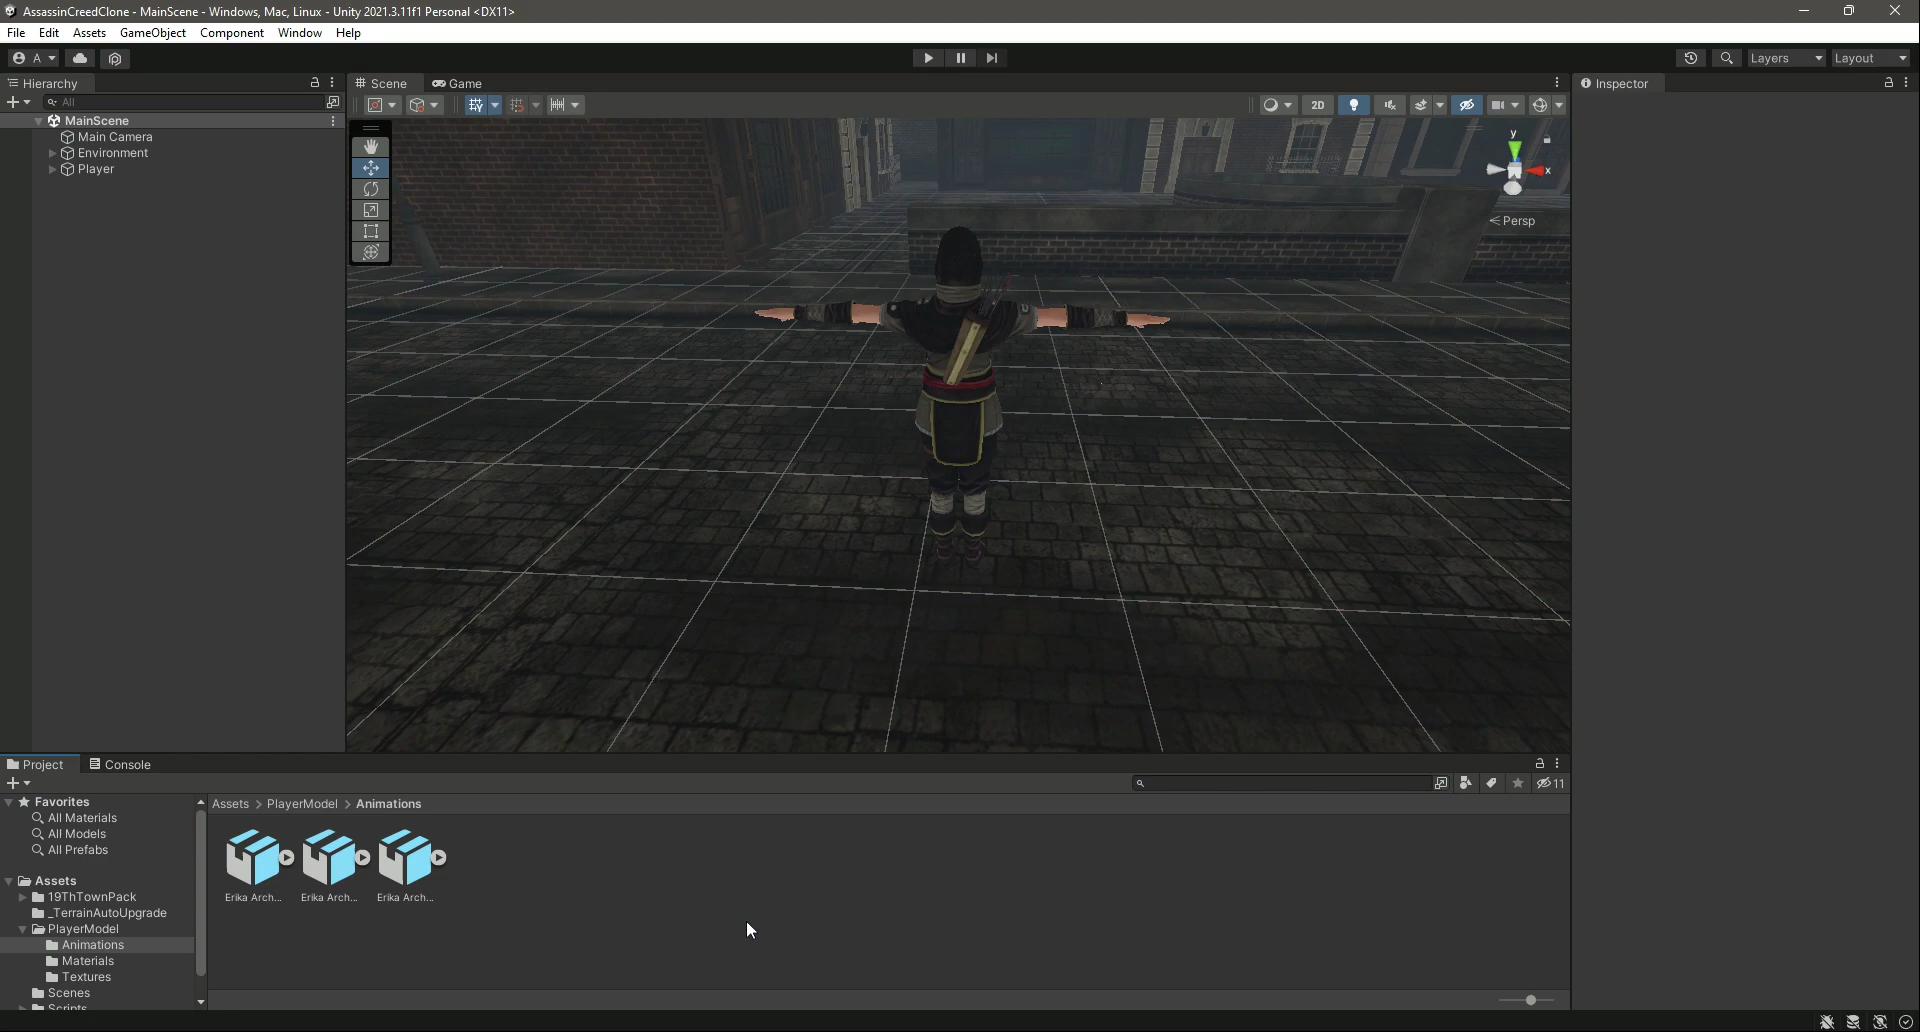 AssassinCreedClone - MainScene - Windows, Mac, Linux - Unity 2021.3.11f1 Personal <DX11>
File Edit Assets GameObject Component Window Help
A
Layers Layout
Hierarchy Scene Game Inspector
All
2D
MainScene
Main Camera
Environment
Player
y
x
Persp
Project Console
11
Favorites
Assets > PlayerModel > Animations
All Materials
All Models
All Prefabs
Assets
19ThTownPack
Erika Arch... Erika Arch... Erika Arch...
_TerrainAutoUpgrade
PlayerModel
Animations
Materials
Textures
Scenes
Scripts